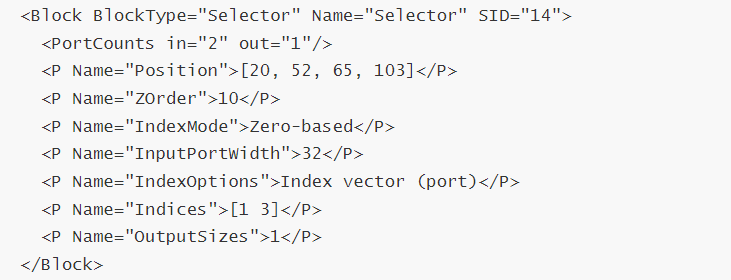 <Block BlockType="Selector" Name="Selector" SID="14">
<PortCounts in="2" out="1"/>
<P Name="Position">[20, 52, 65, 103]</P>
<P Name="ZOrder">10</P>
<P Name="IndexMode">Zero-based</P>
<P Name="InputPortWidth">32</P>
<P Name="IndexOptions">Index vector (port)</P>
<P Name="Indices">[1 3]</P>
<P Name="OutputSizes">1</P>
</Block>